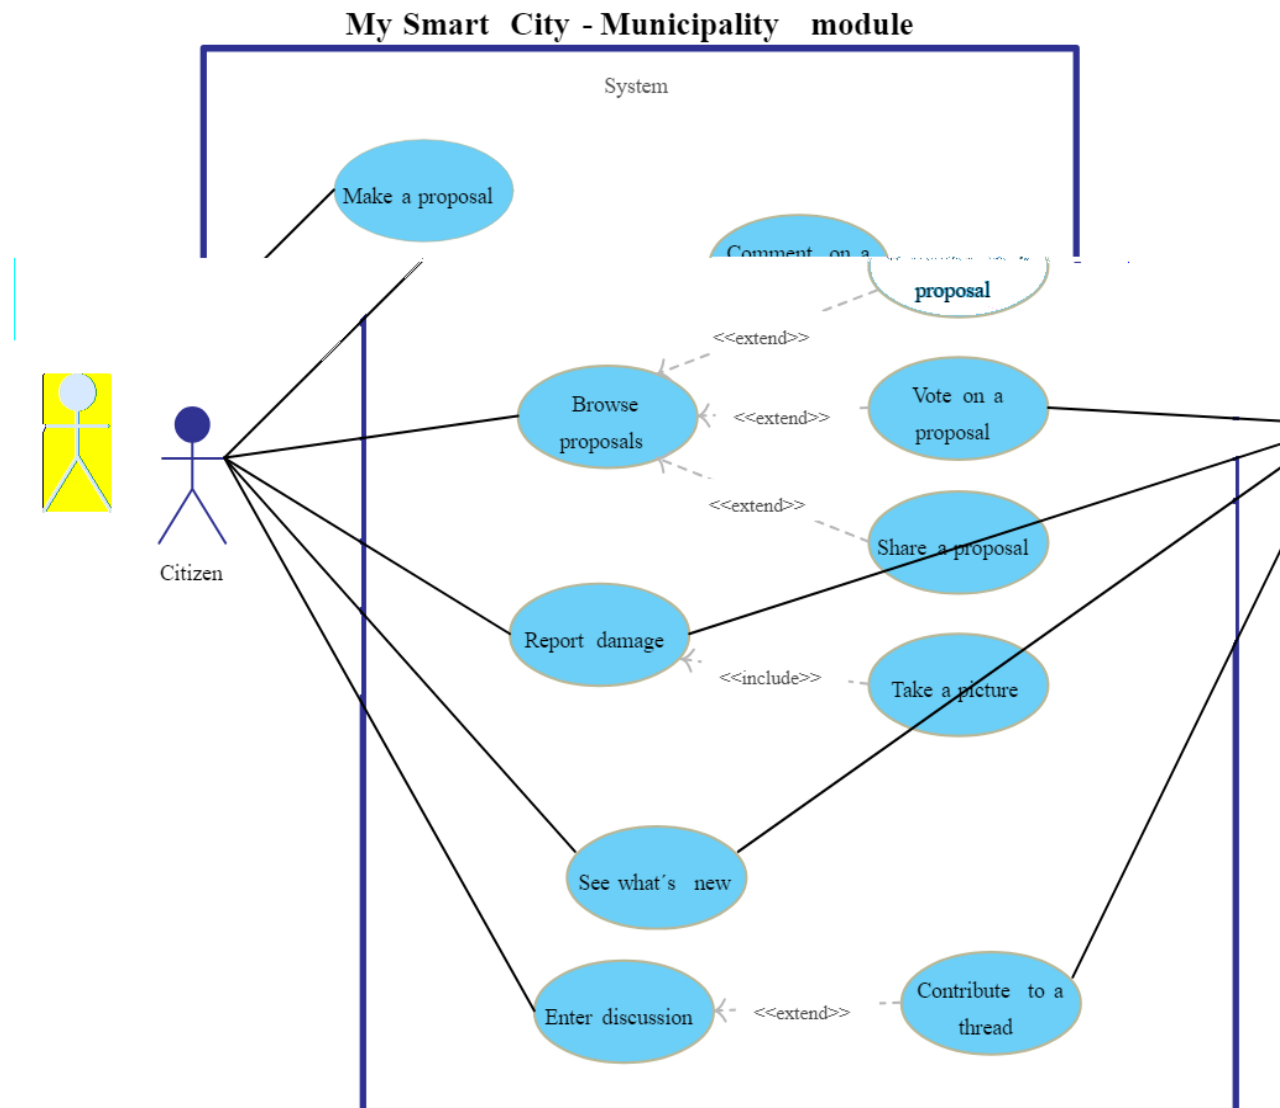 My Smart City - Municipality module
System
Make a proposal
Comment on a
proposal
<<extend>>
Browse
proposals
<<extend>>
Vote on a
proposal
<<extend>>
Share a proposal
Citizen
Report damage
<<include>>
Take a picture
See what´s new
Enter discussion
<<extend>>
Contribute to a
thread